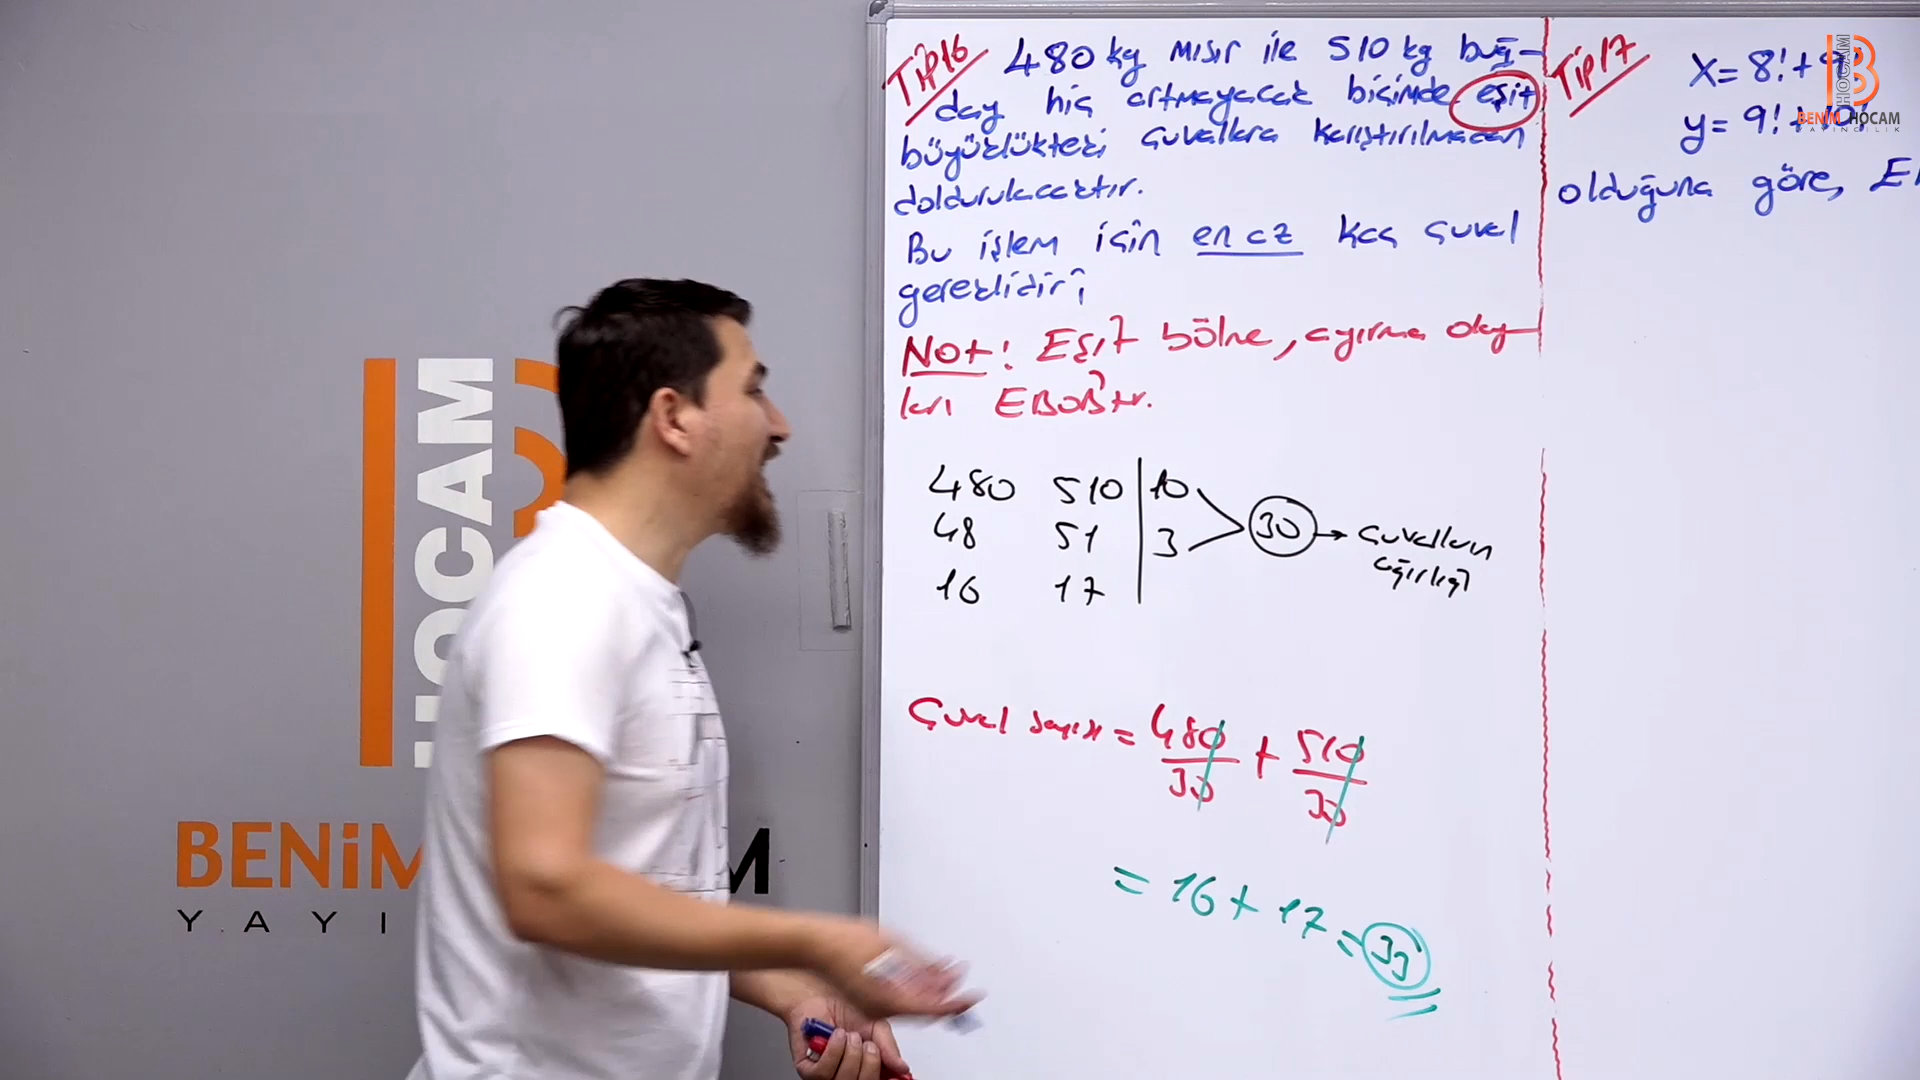 Tip16
480 kg mısır ile 510 kg buğ-
day hiç artmayacak biçimde eşit
büyüklükteki çuvallara karıştırılmadan
doldurulacaktır.
Bu işlem için en az kaç çuval
gereklidir?
Not! Eşit bölme, ayırma olay-
ları EBOB'tur.
480 510 10
48 51 3
16 17
30 → Çuvalların
ağırlığı
Çuval sayısı = 480/30 + 510/30
= 16 + 17 = 33
Tip17
x = 8! + 9!
y = 9! + 10!
olduğuna göre, E
HOCAM
BENİM HOCAM
YAYINCILIK
HOCAM
BENiM
M
YAYI